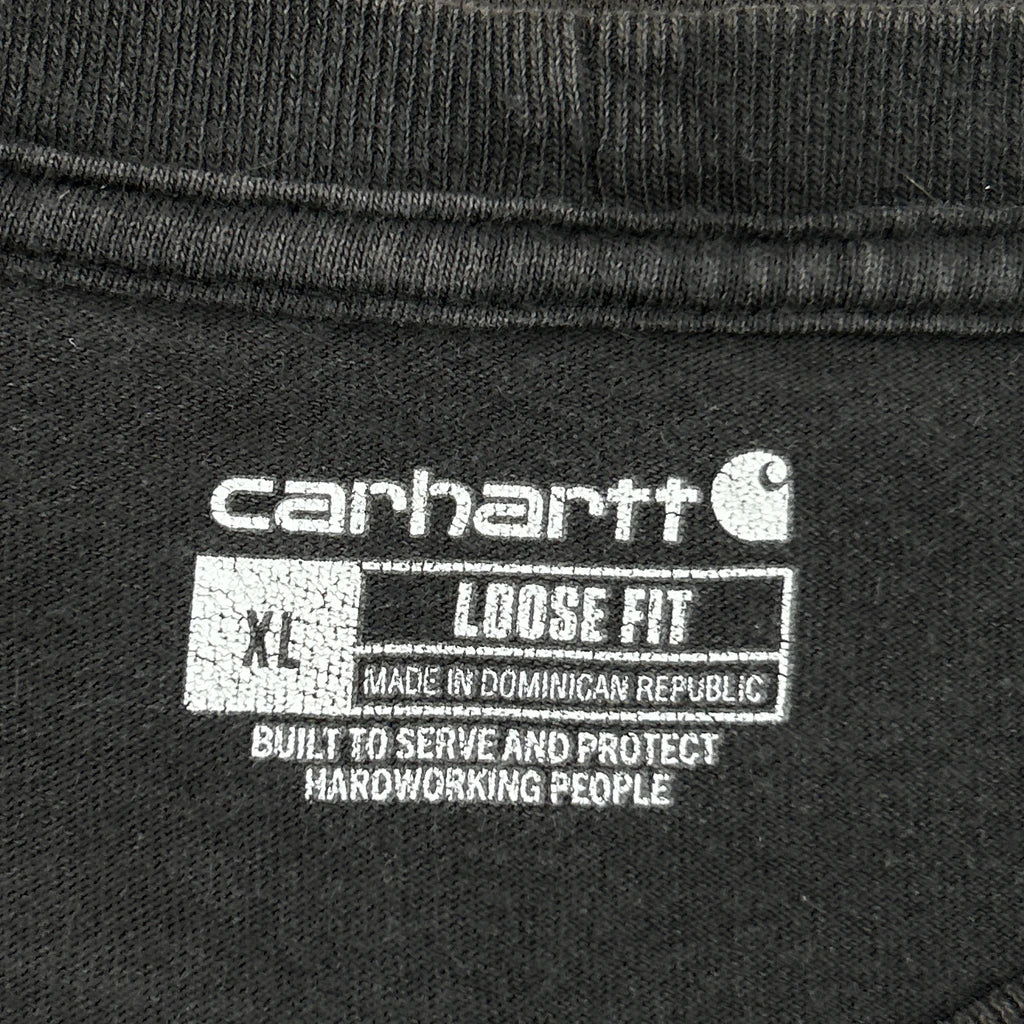 carhartt
XL
LOOSE FIT
MADE IN DOMINICAN REPUBLIC
BUILT TO SERVE AND PROTECT
HARDWORKING PEOPLE